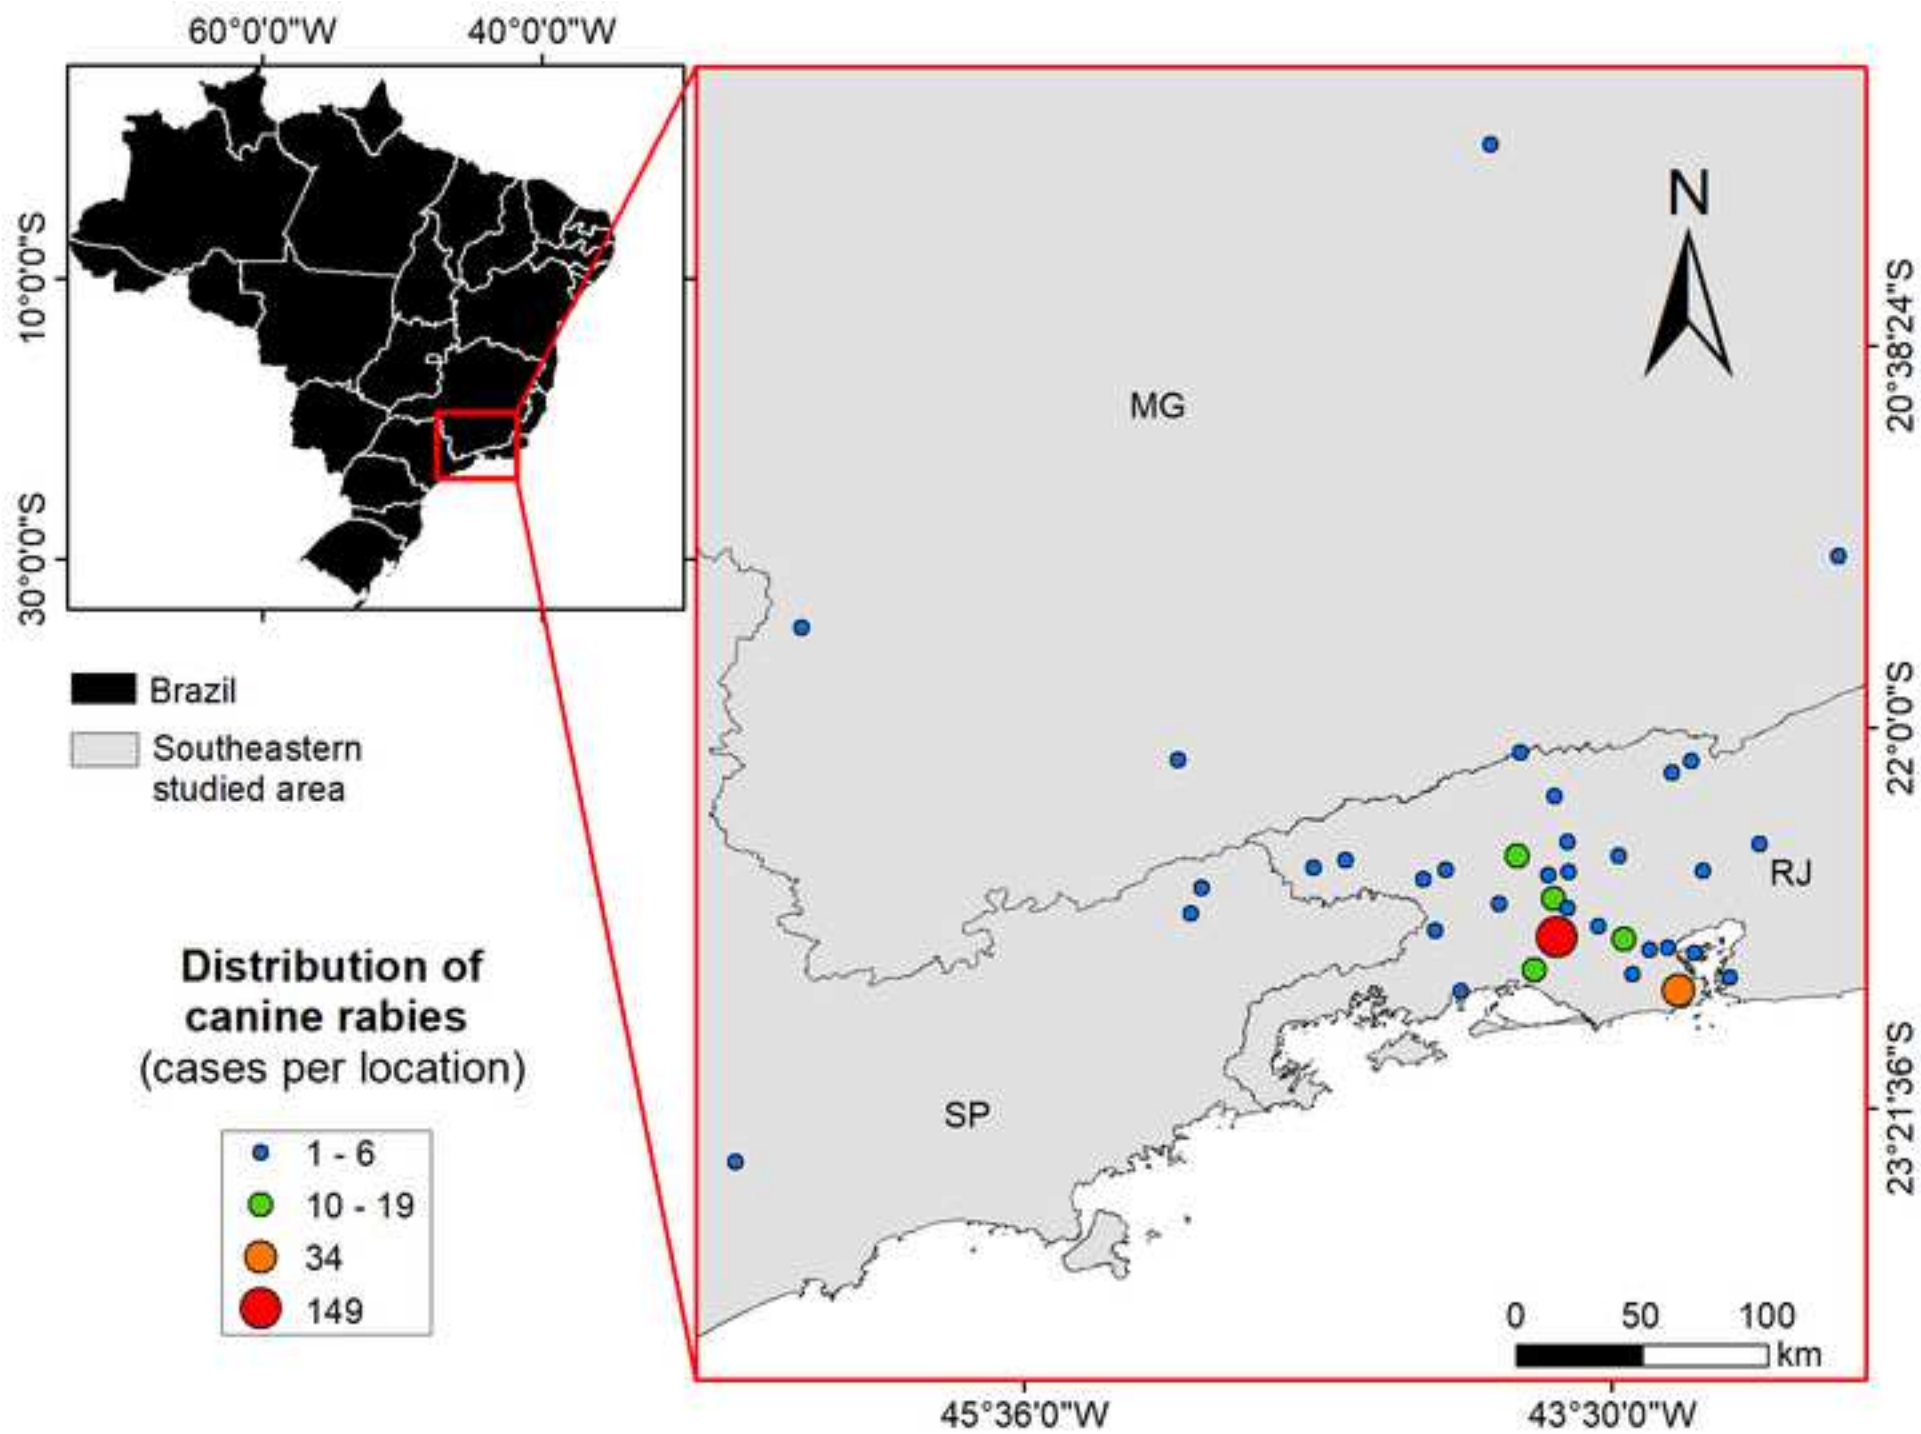 60°0'0"W
40°0'0"W
10°0'0"S
30°0'0"S
Brazil
Southeastern
studied area
Distribution of
canine rabies
(cases per location)
1 - 6
10 - 19
34
149
N
MG
RJ
SP
20°38'24"S
22°0'0"S
23°21'36"S
0 50 100
km
45°36'0"W
43°30'0"W